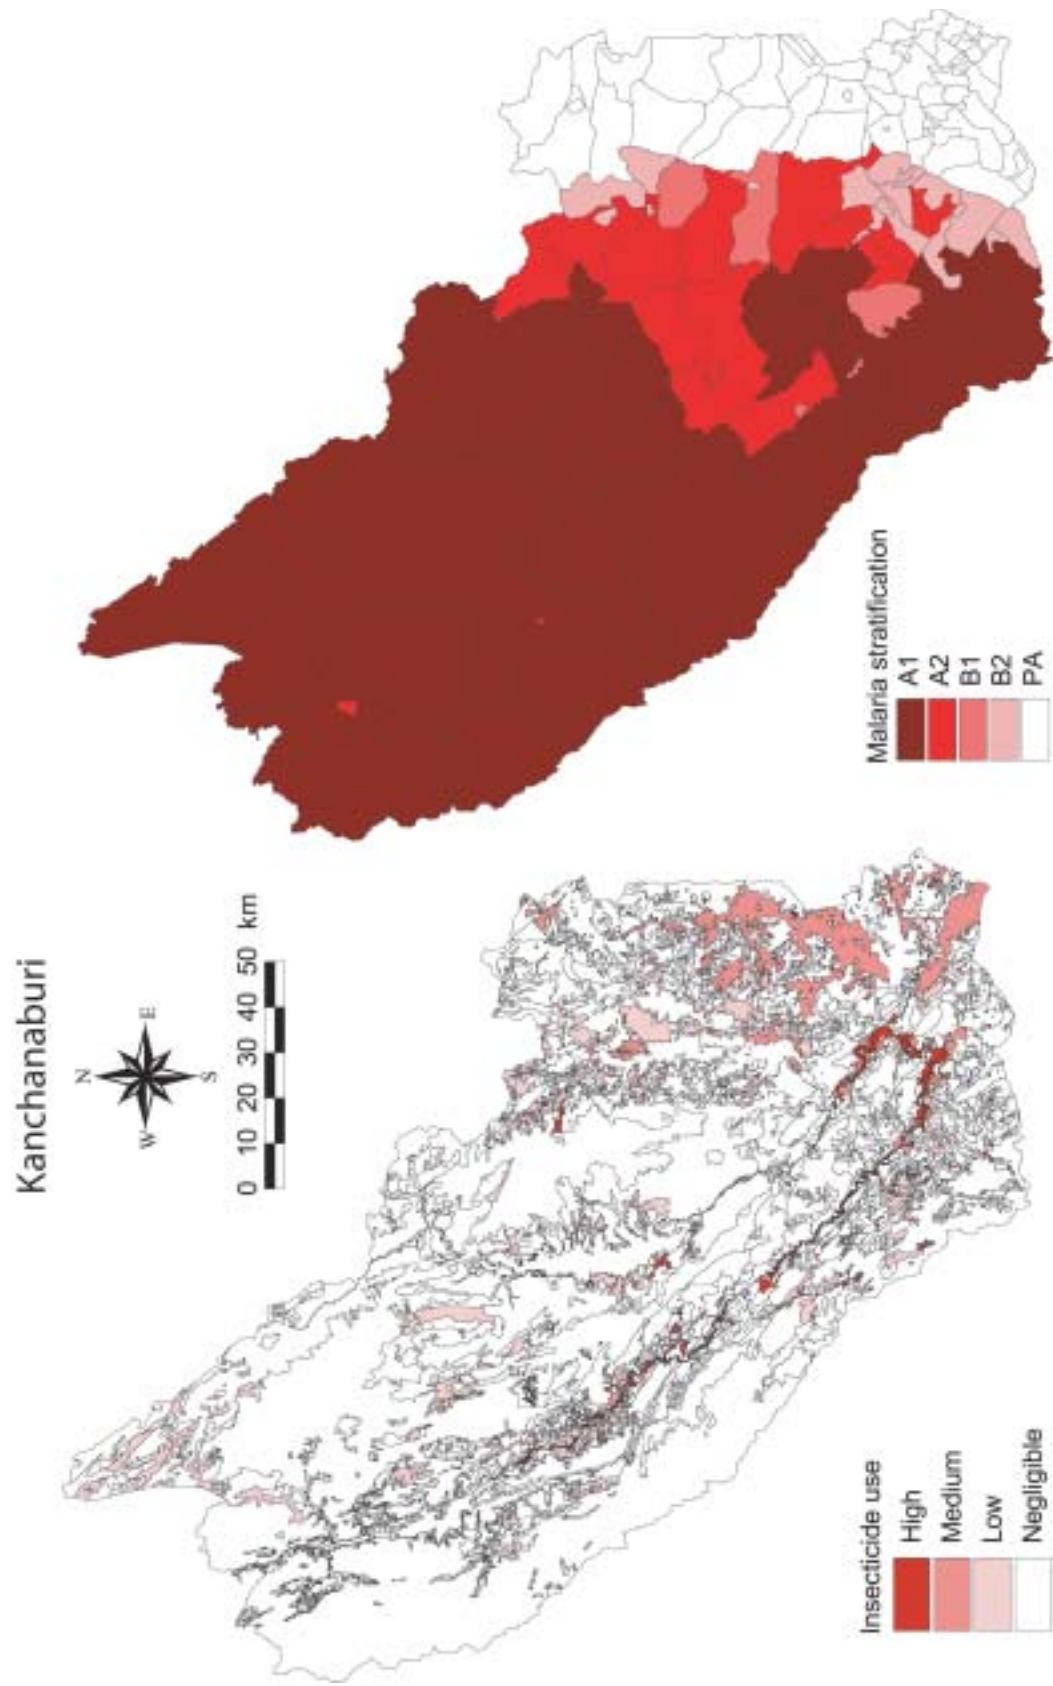 Kanchanaburi
N
W
E
S
0 10 20 30 40 50 km
Insecticide use
High
Medium
Low
Negligible
Malaria stratification
A1
A2
B1
B2
PA